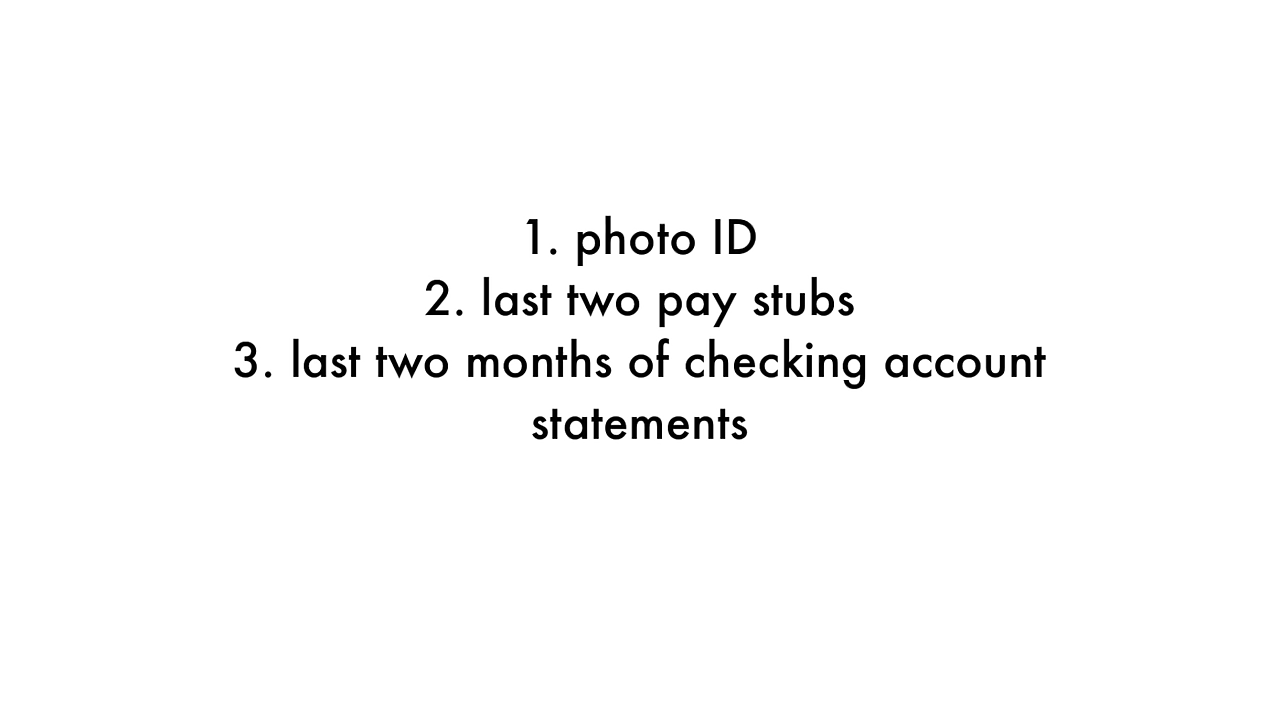 1. photo ID
2. last two pay stubs
3. last two months of checking account
statements